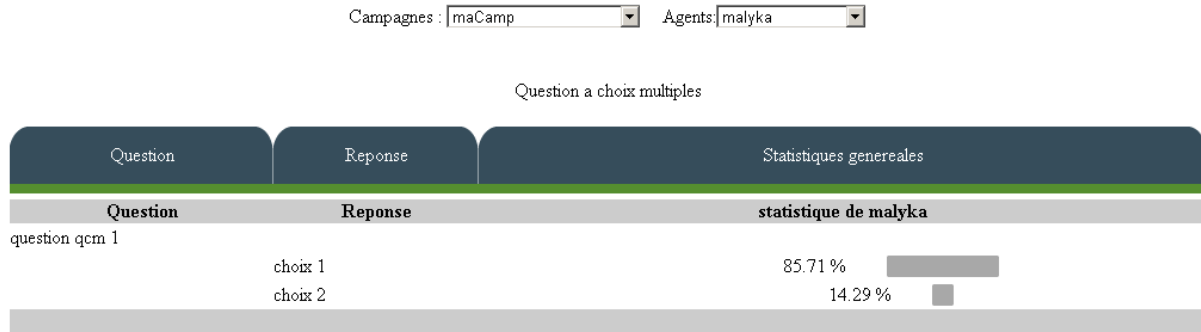 Campagnes : maCamp Agents: malyka
Question a choix multiples
Question Reponse Statistiques genereales
Question Reponse statistique de malyka
question qcm 1
choix 1 85.71 %
choix 2 14.29 %